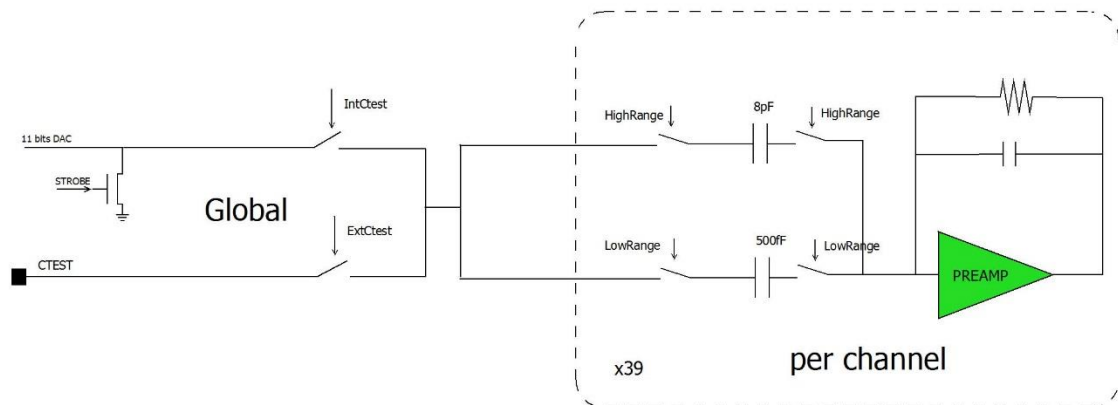 IntCtest
HighRange
8pF
HighRange
11 bits DAC
STROBE
Global
ExtCtest
LowRange
500fF
LowRange
CTEST
PREAMP
x39
per channel